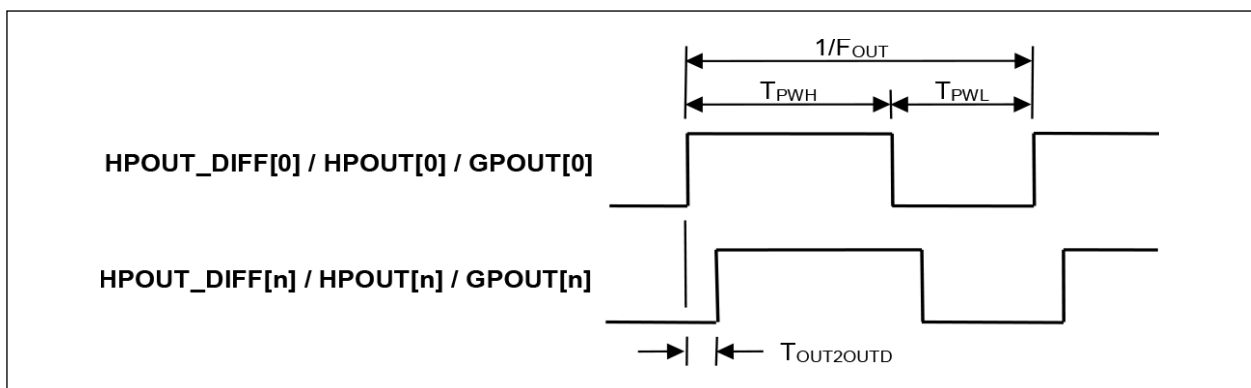 1/FOUT
TPWH TPWL
HPOUT_DIFF[0] / HPOUT[0] / GPOUT[0]
HPOUT_DIFF[n] / HPOUT[n] / GPOUT[n]
TOUT2OUTD